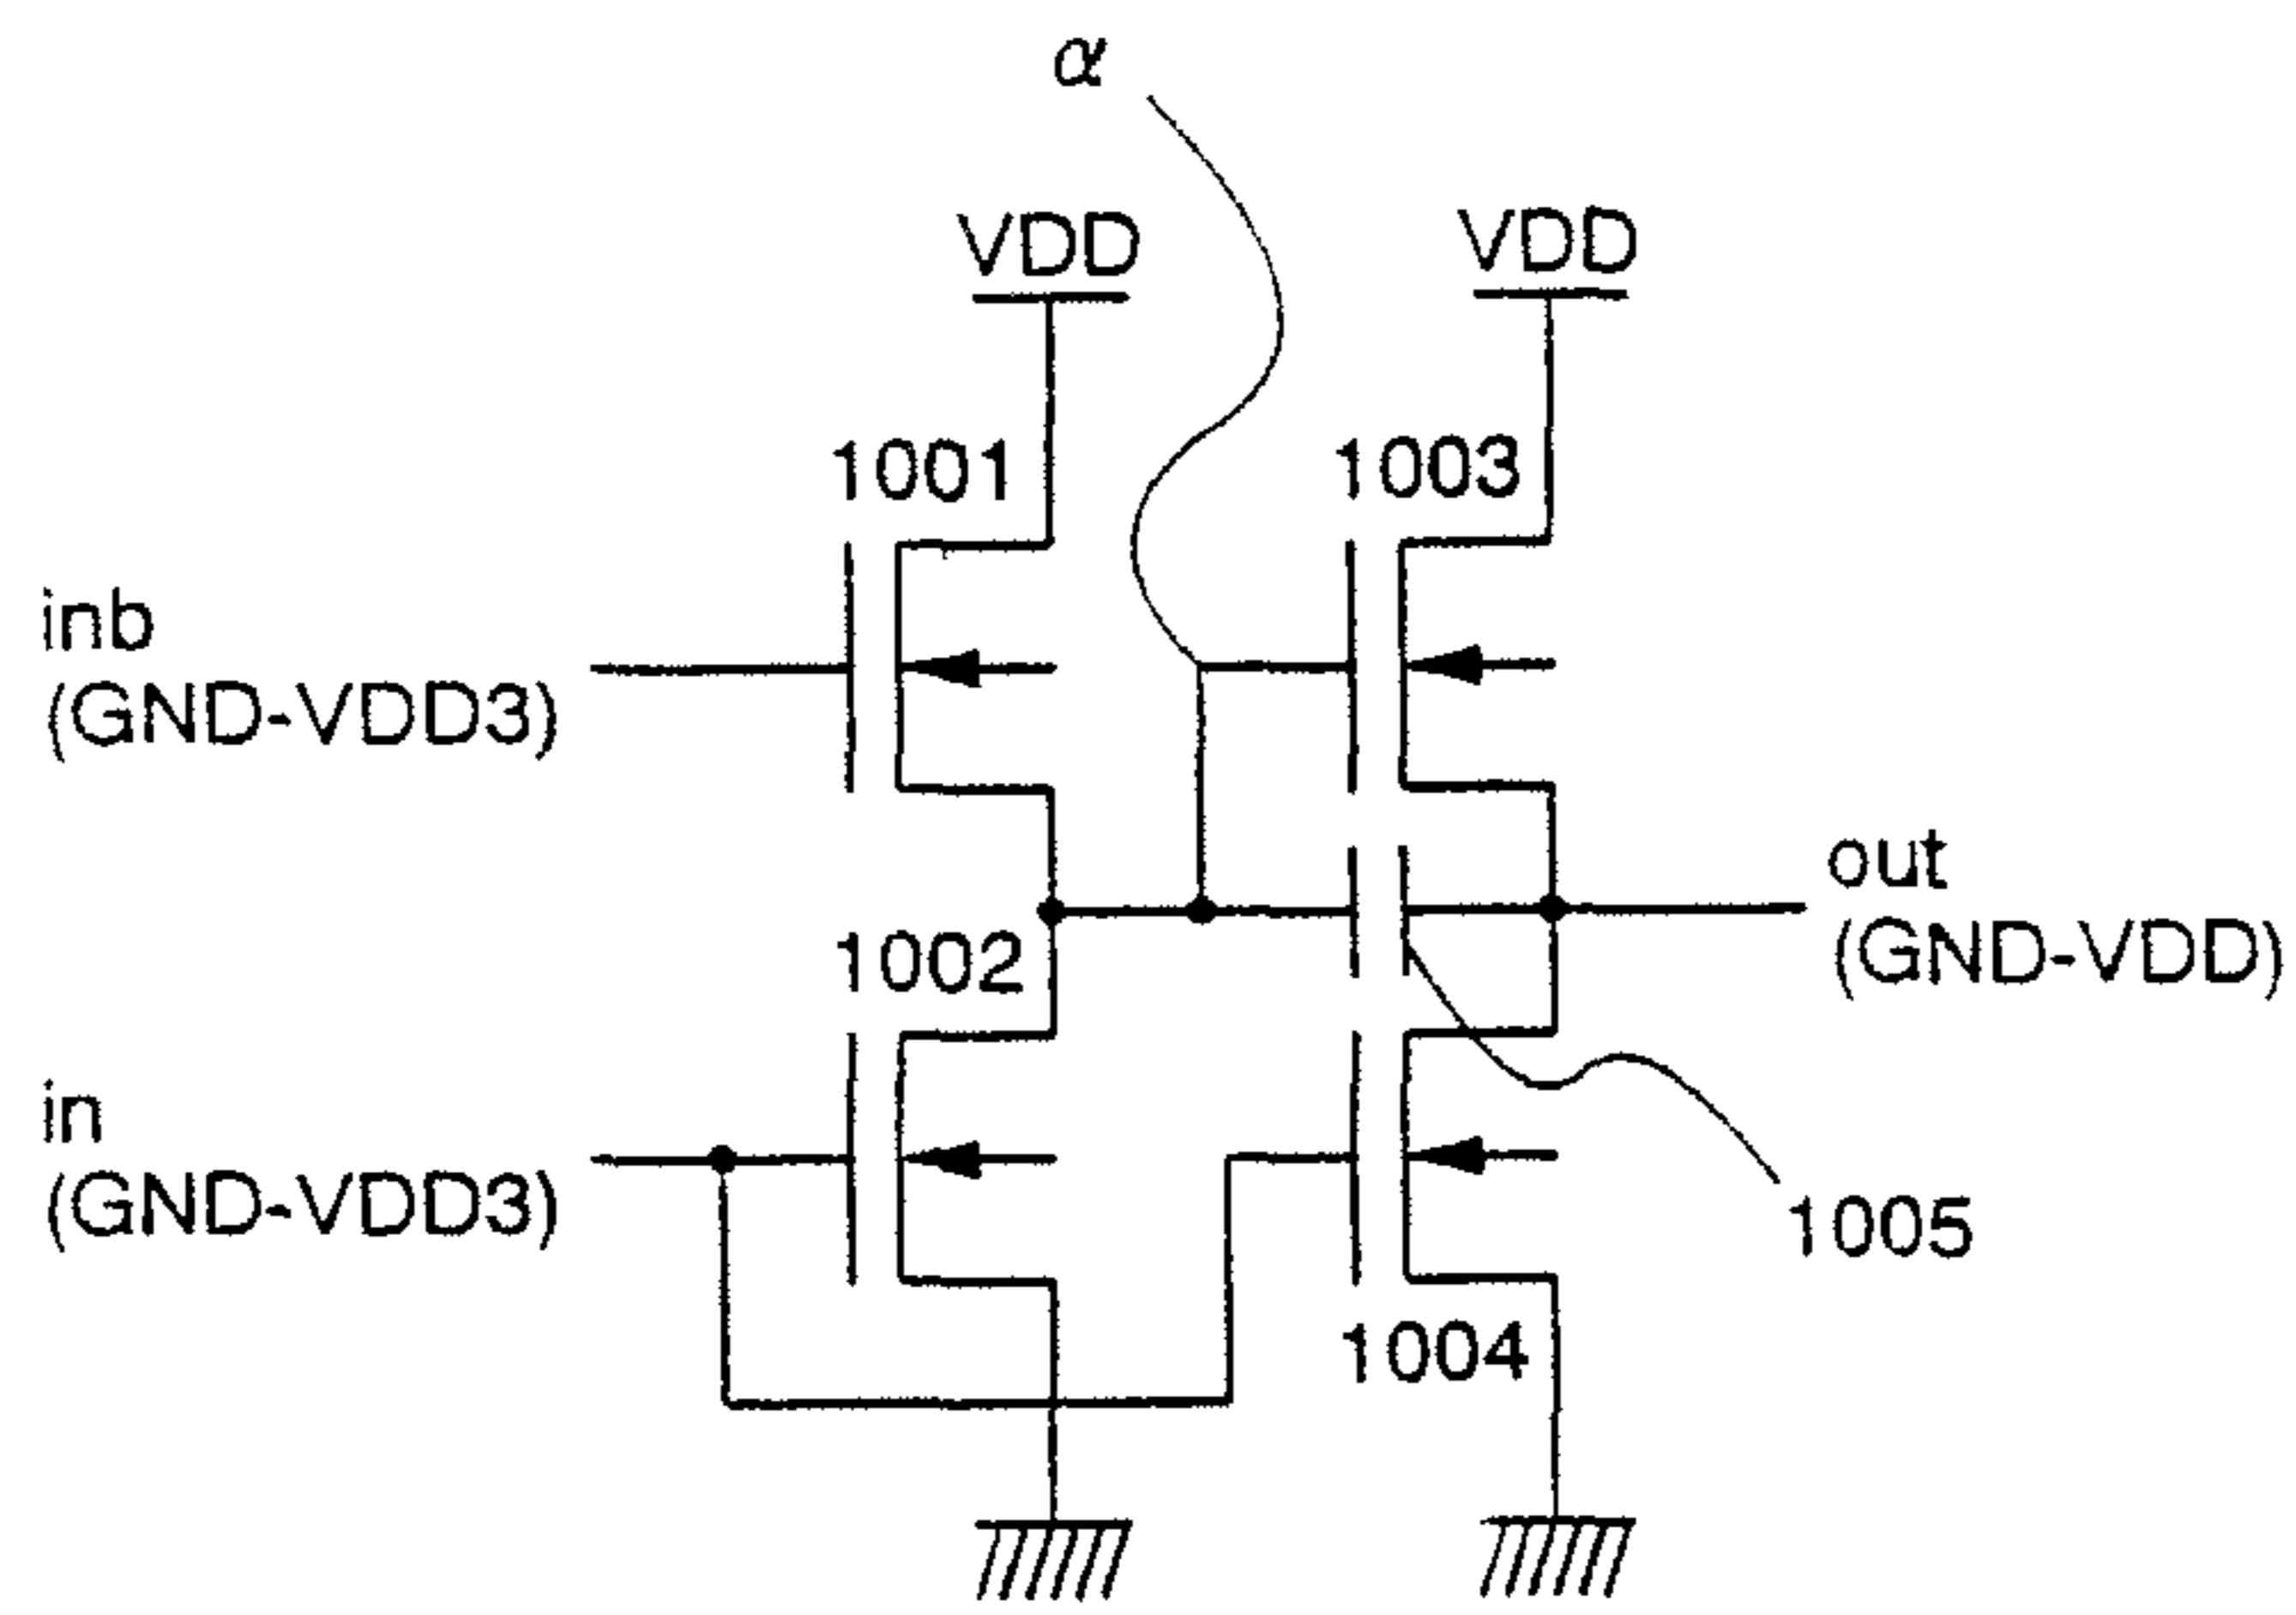 α
VDD
VDD
1001
1003
inb
(GND-VDD3)
out
(GND-VDD)
1002
in
(GND-VDD3)
1005
1004